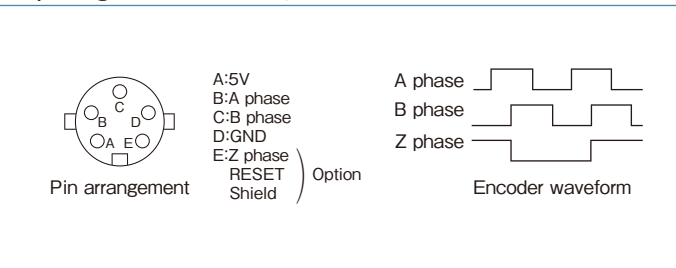 C
B
D
A
E
Pin arrangement
A:5V
B:A phase
C:B phase
D:GND
E:Z phase
RESET
Shield
Option
A phase
B phase
Z phase
Encoder waveform